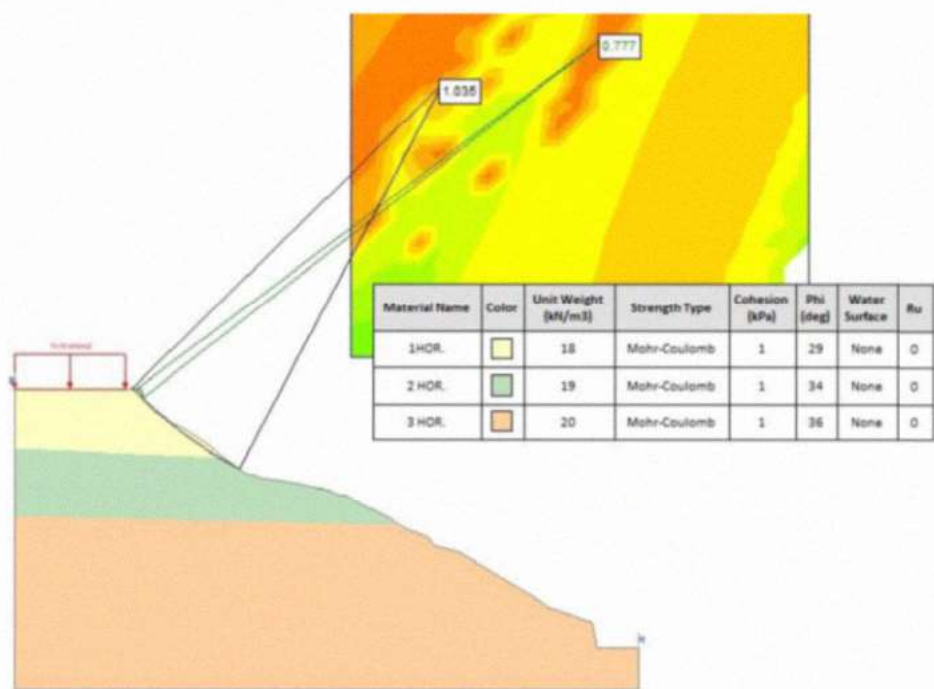 0.777
1.035
Material Name Color Unit Weight (kN/m3) Strength Type Cohesion (kPa) Phi (deg) Water Surface Ru
1HOR. 18 Mohr-Coulomb 1 29 None 0
2 HOR. 19 Mohr-Coulomb 1 34 None 0
3 HOR. 20 Mohr-Coulomb 1 36 None 0